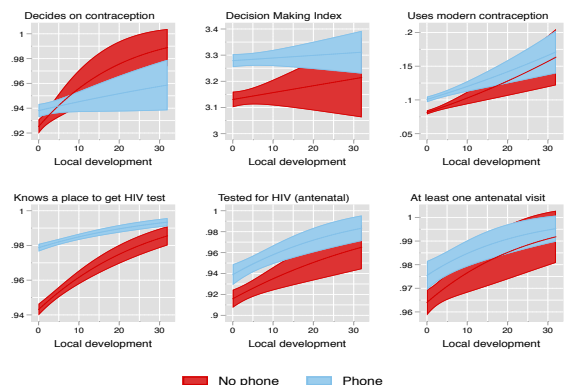 Decides on contraception
Decision Making Index
Uses modern contraception
1
.98
.96
.94
.92
3.4
3.3
3.2
3.1
3
.2
.15
.1
.05
0 10 20 30
0 10 20 30
0 10 20 30
Local development
Local development
Local development
Knows a place to get HIV test
Tested for HIV (antenatal)
At least one antenatal visit
1
.98
.96
.94
1
.98
.96
.94
.92
.9
1
.99
.98
.97
.96
0 10 20 30
0 10 20 30
0 10 20 30
Local development
Local development
Local development
No phone
Phone